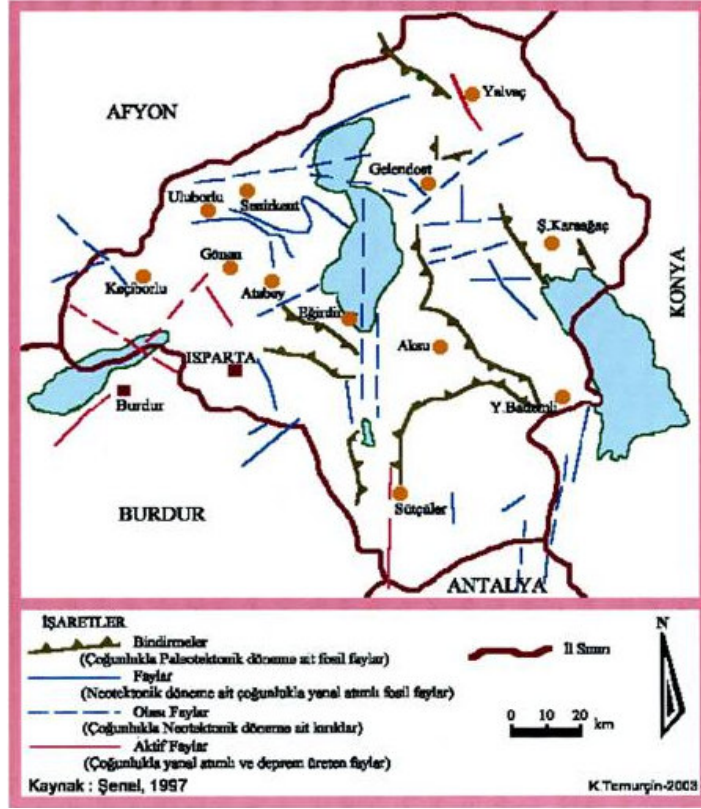 AFYON
Yalvaç
Gelendost
Uluborlu
Senirkent
Ş.Karaağaç
Gönen
Keçiborlu
Atabey
KONYA
Eğirdir
Aksu
ISPARTA
Burdur
Y.Bademli
Sütçüler
BURDUR
ANTALYA
İŞARETLER
Bindirmeler
(Çoğunlukla Paleotektonik döneme ait fosil faylar)
Faylar
(Neotektonik döneme ait çoğunlukla yanal atımlı fosil faylar)
Olası Faylar
(Çoğunlukla Neotektonik döneme ait kırıklar)
Aktif Faylar
(Çoğunlukla yanal atımlı ve deprem üreten faylar)
İl Sınırı
N
0 10 20 km
Kaynak : Şenel, 1997
K.Temurçin-2003